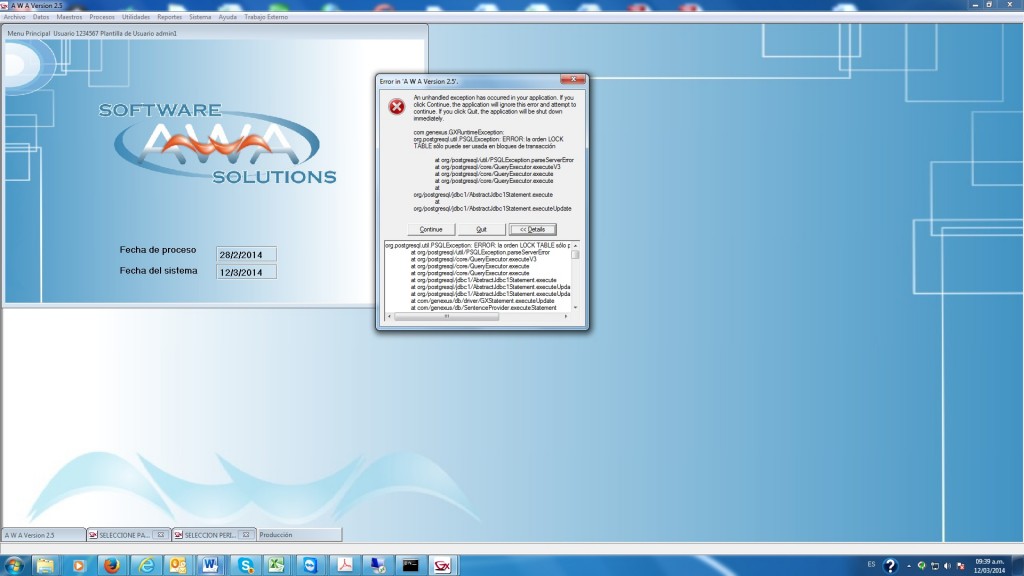 A W A Version 2.5
Archivo Datos Maestros Procesos Utilidades Reportes Sistema Ayuda Trabajo Externo
Menu Principal Usuario 1234567 Plantilla de Usuario admin1
SOFTWARE
AWA
SOLUTIONS
Fecha de proceso 28/2/2014
Fecha del sistema 12/3/2014
Error in 'A W A Version 2.5'.
An unhandled exception has occurred in your application. If you
click Continue, the application will ignore this error and attempt to
continue. If you click Quit, the application will be shut down
immediately.
com.genexus.GXRuntimeException:
org.postgresql.util.PSQLException: ERROR: la orden LOCK
TABLE sólo puede ser usada en bloques de transacción
at org/postgresql/util/PSQLException.parseServerError
at org/postgresql/core/QueryExecutor.executeV3
at org/postgresql/core/QueryExecutor.execute
at org/postgresql/core/QueryExecutor.execute
at
org/postgresql/jdbc1/AbstractJdbc1Statement.execute
at
org/postgresql/jdbc1/AbstractJdbc1Statement.executeUpdate
Continue Quit << Details
org.postgresql.util.PSQLException: ERROR: la orden LOCK TABLE sólo p
at org/postgresql/util/PSQLException.parseServerError
at org/postgresql/core/QueryExecutor.executeV3
at org/postgresql/core/QueryExecutor.execute
at org/postgresql/core/QueryExecutor.execute
at org/postgresql/jdbc1/AbstractJdbc1Statement.execute
at org/postgresql/jdbc1/AbstractJdbc1Statement.executeUpda
at org/postgresql/jdbc1/AbstractJdbc1Statement.executeUpda
at com/genexus/db/driver/GXStatement.executeUpdate
at com/genexus/db/SentenceProvider.executeStatement
A W A Version 2.5 SELECCIONE PA... SELECCION PERI... Producción
ES 09:39 a.m.
12/03/2014